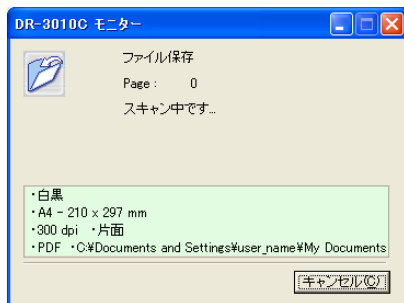 DR-3010C モニター
ファイル保存
Page : 0
スキャン中です...
・白黒
・A4 - 210 x 297 mm
・300 dpi ・片面
・PDF ・C:¥Documents and Settings¥user_name¥My Documents
キャンセル(C)